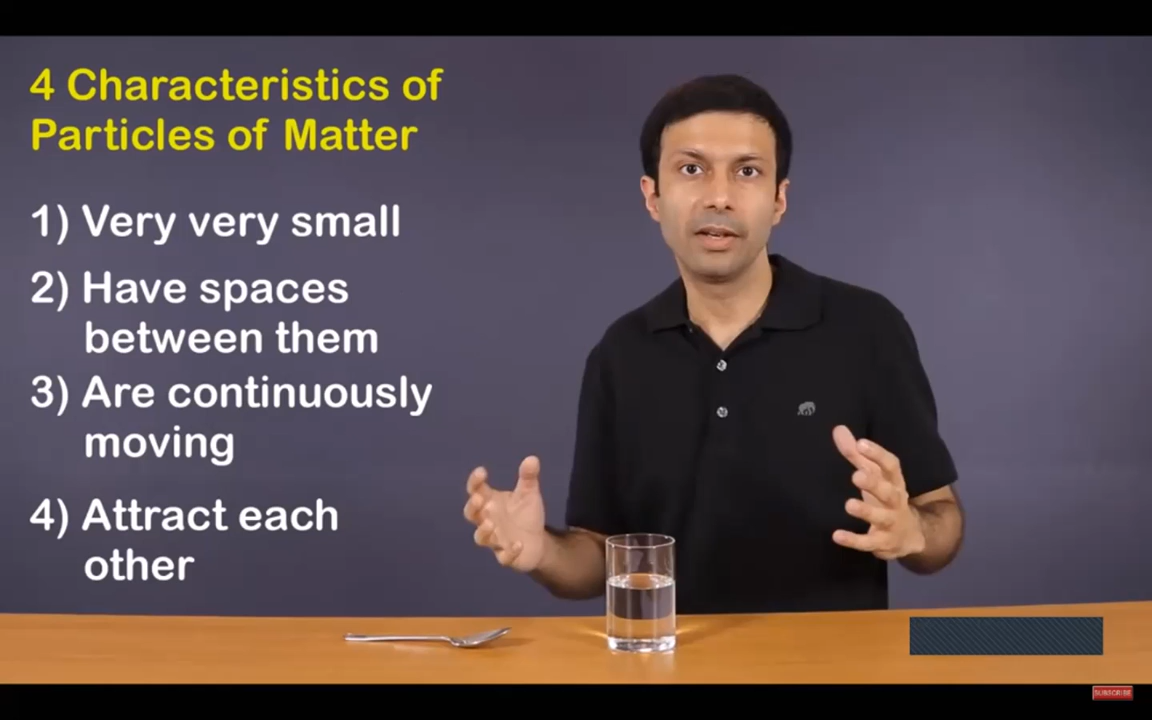 4 Characteristics of
Particles of Matter
1) Very very small
2) Have spaces
between them
3) Are continuously
moving
4) Attract each
other
SUBSCRIBE